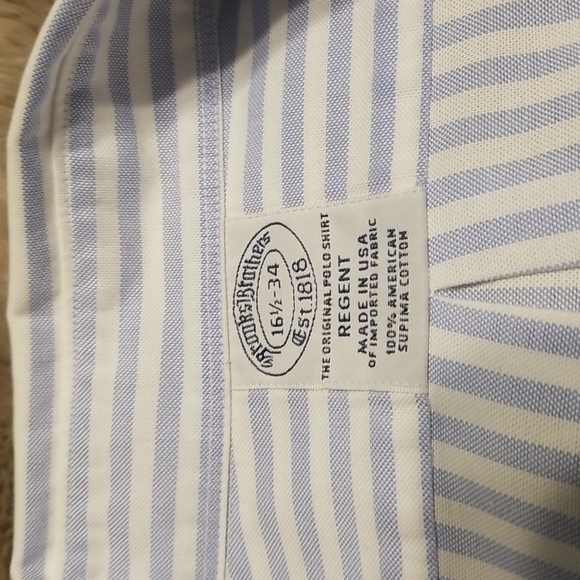 Brooks Brothers
16½-34
Est. 1818
THE ORIGINAL POLO SHIRT
REGENT
MADE IN USA
OF IMPORTED FABRIC
100% AMERICAN
SUPIMA COTTON